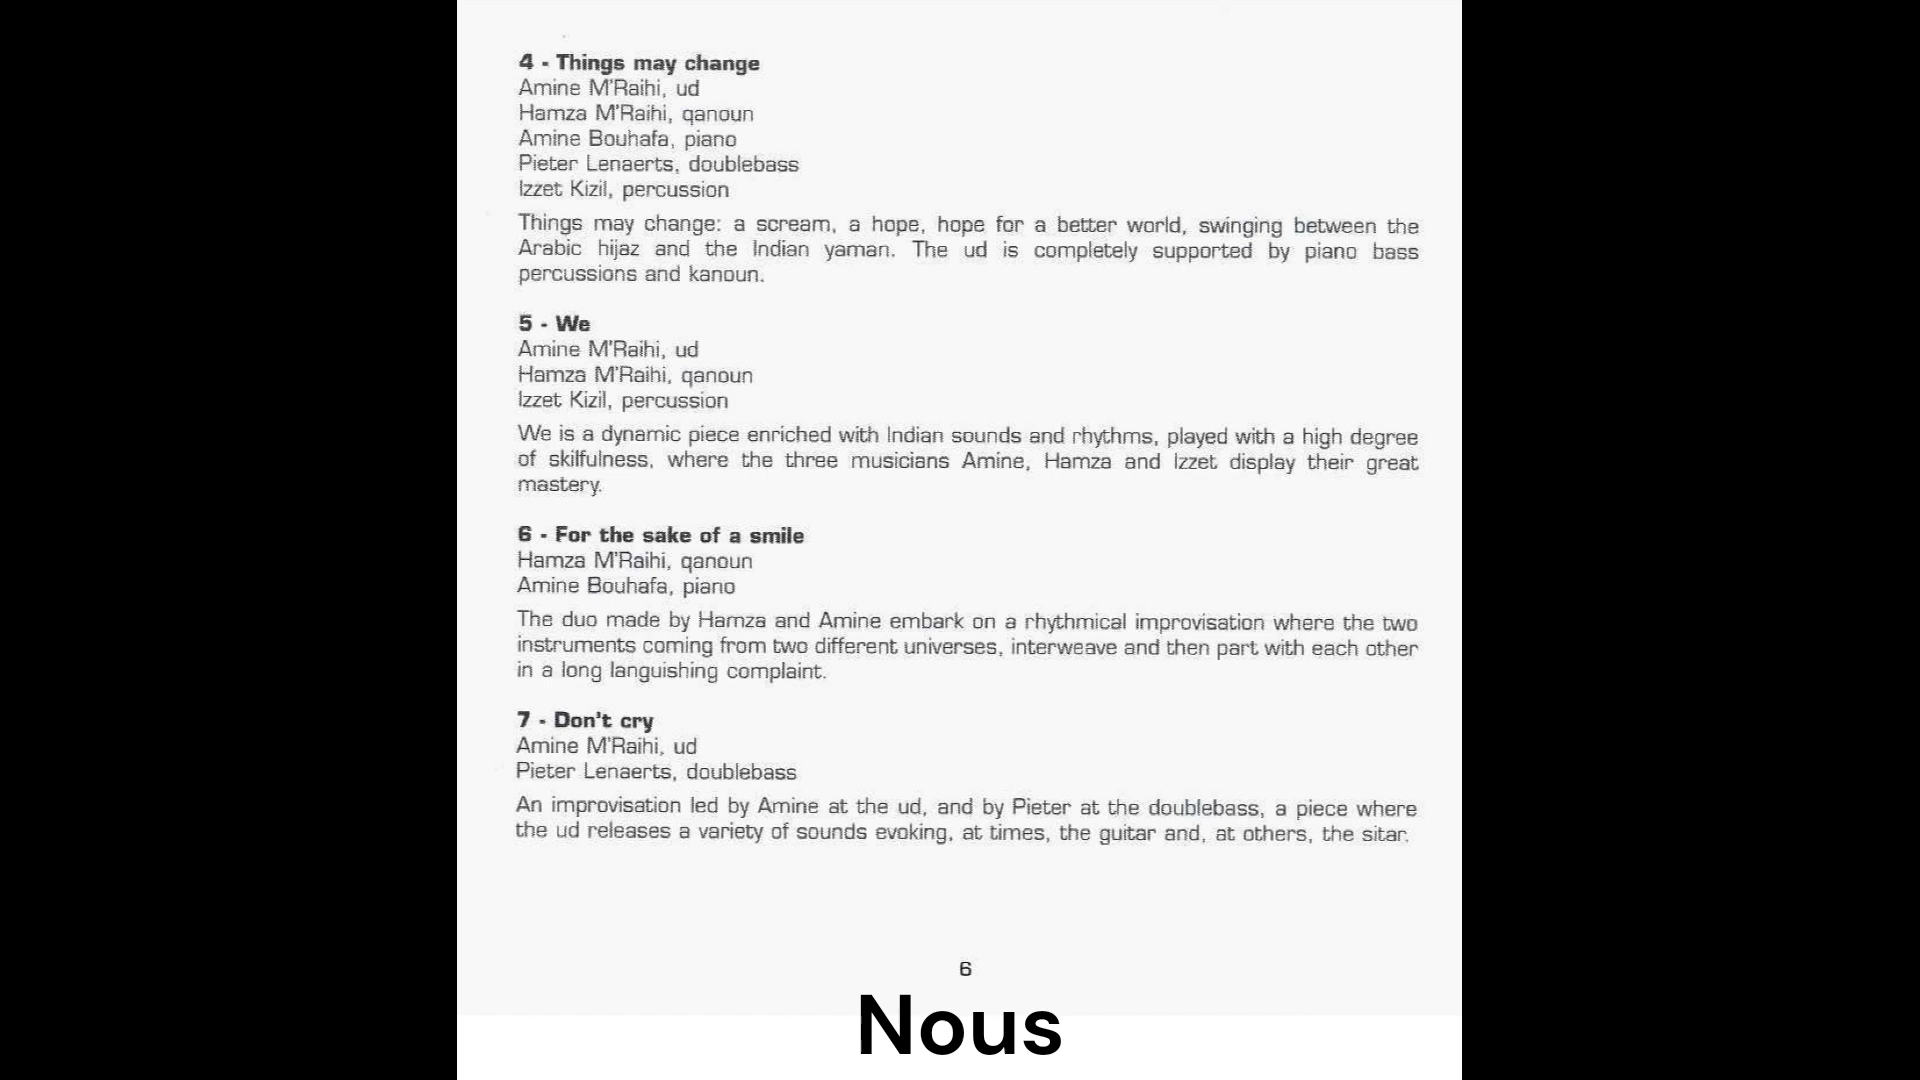 4 - Things may change
Amine M'Raihi, ud
Hamza M'Raihi, qanoun
Amine Bouhafa, piano
Pieter Lenaerts, doublebass
Izzet Kizil, percussion
Things may change: a scream, a hope, hope for a better world, swinging between the
Arabic hijaz and the Indian yaman. The ud is completely supported by piano bass
percussions and kanoun.
5 - We
Amine M'Raihi, ud
Hamza M'Raihi, qanoun
Izzet Kizil, percussion
We is a dynamic piece enriched with Indian sounds and rhythms, played with a high degree
of skilfulness, where the three musicians Amine, Hamza and Izzet display their great
mastery.
6 - For the sake of a smile
Hamza M'Raihi, qanoun
Amine Bouhafa, piano
The duo made by Hamza and Amine embark on a rhythmical improvisation where the two
instruments coming from two different universes, interweave and then part with each other
in a long languishing complaint.
7 - Don't cry
Amine M'Raihi, ud
Pieter Lenaerts, doublebass
An improvisation led by Amine at the ud, and by Pieter at the doublebass, a piece where
the ud releases a variety of sounds evoking, at times, the guitar and, at others, the sitar.
6
Nous